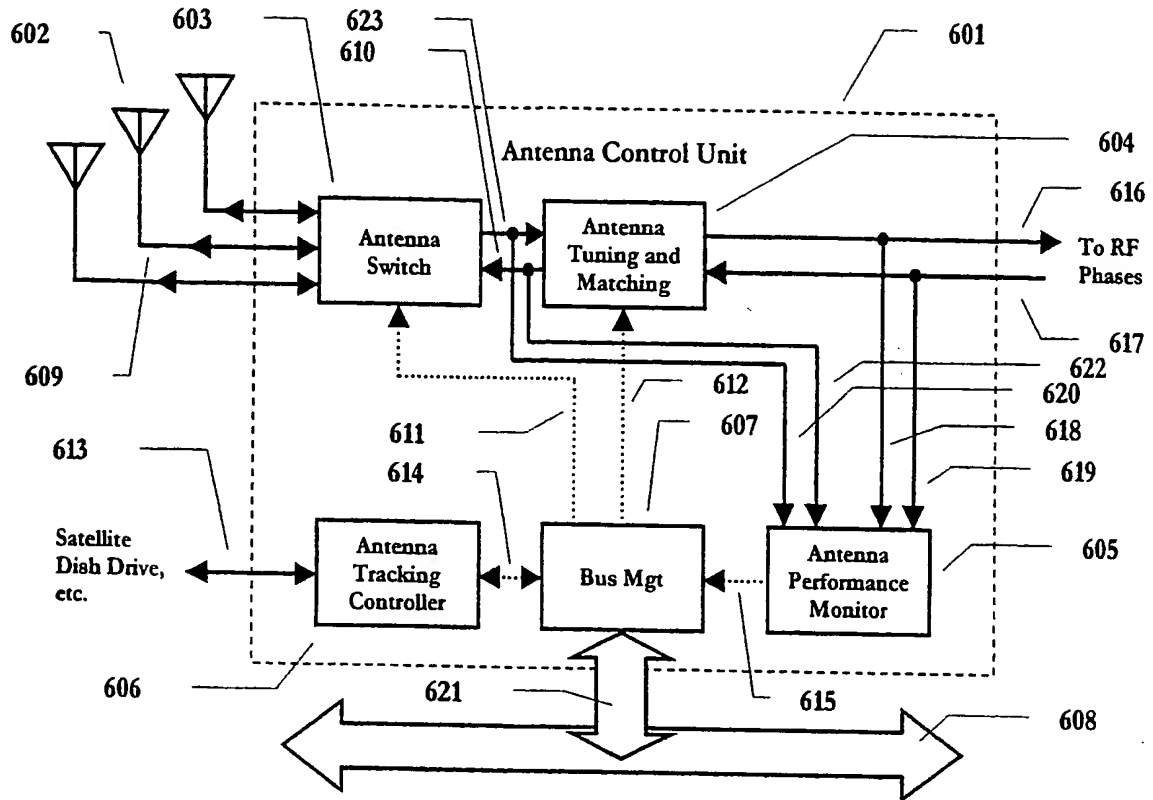 603
623
610
602
601
604
616
Antenna Control Unit
Antenna
Switch
Antenna
Tuning and
Matching
To RF
Phases
617
609
622
612
620
611
607
618
613
614
619
Satellite
Dish Drive,
etc.
Antenna
Tracking
Controller
Bus Mgt
Antenna
Performance
Monitor
605
606
621
615
608